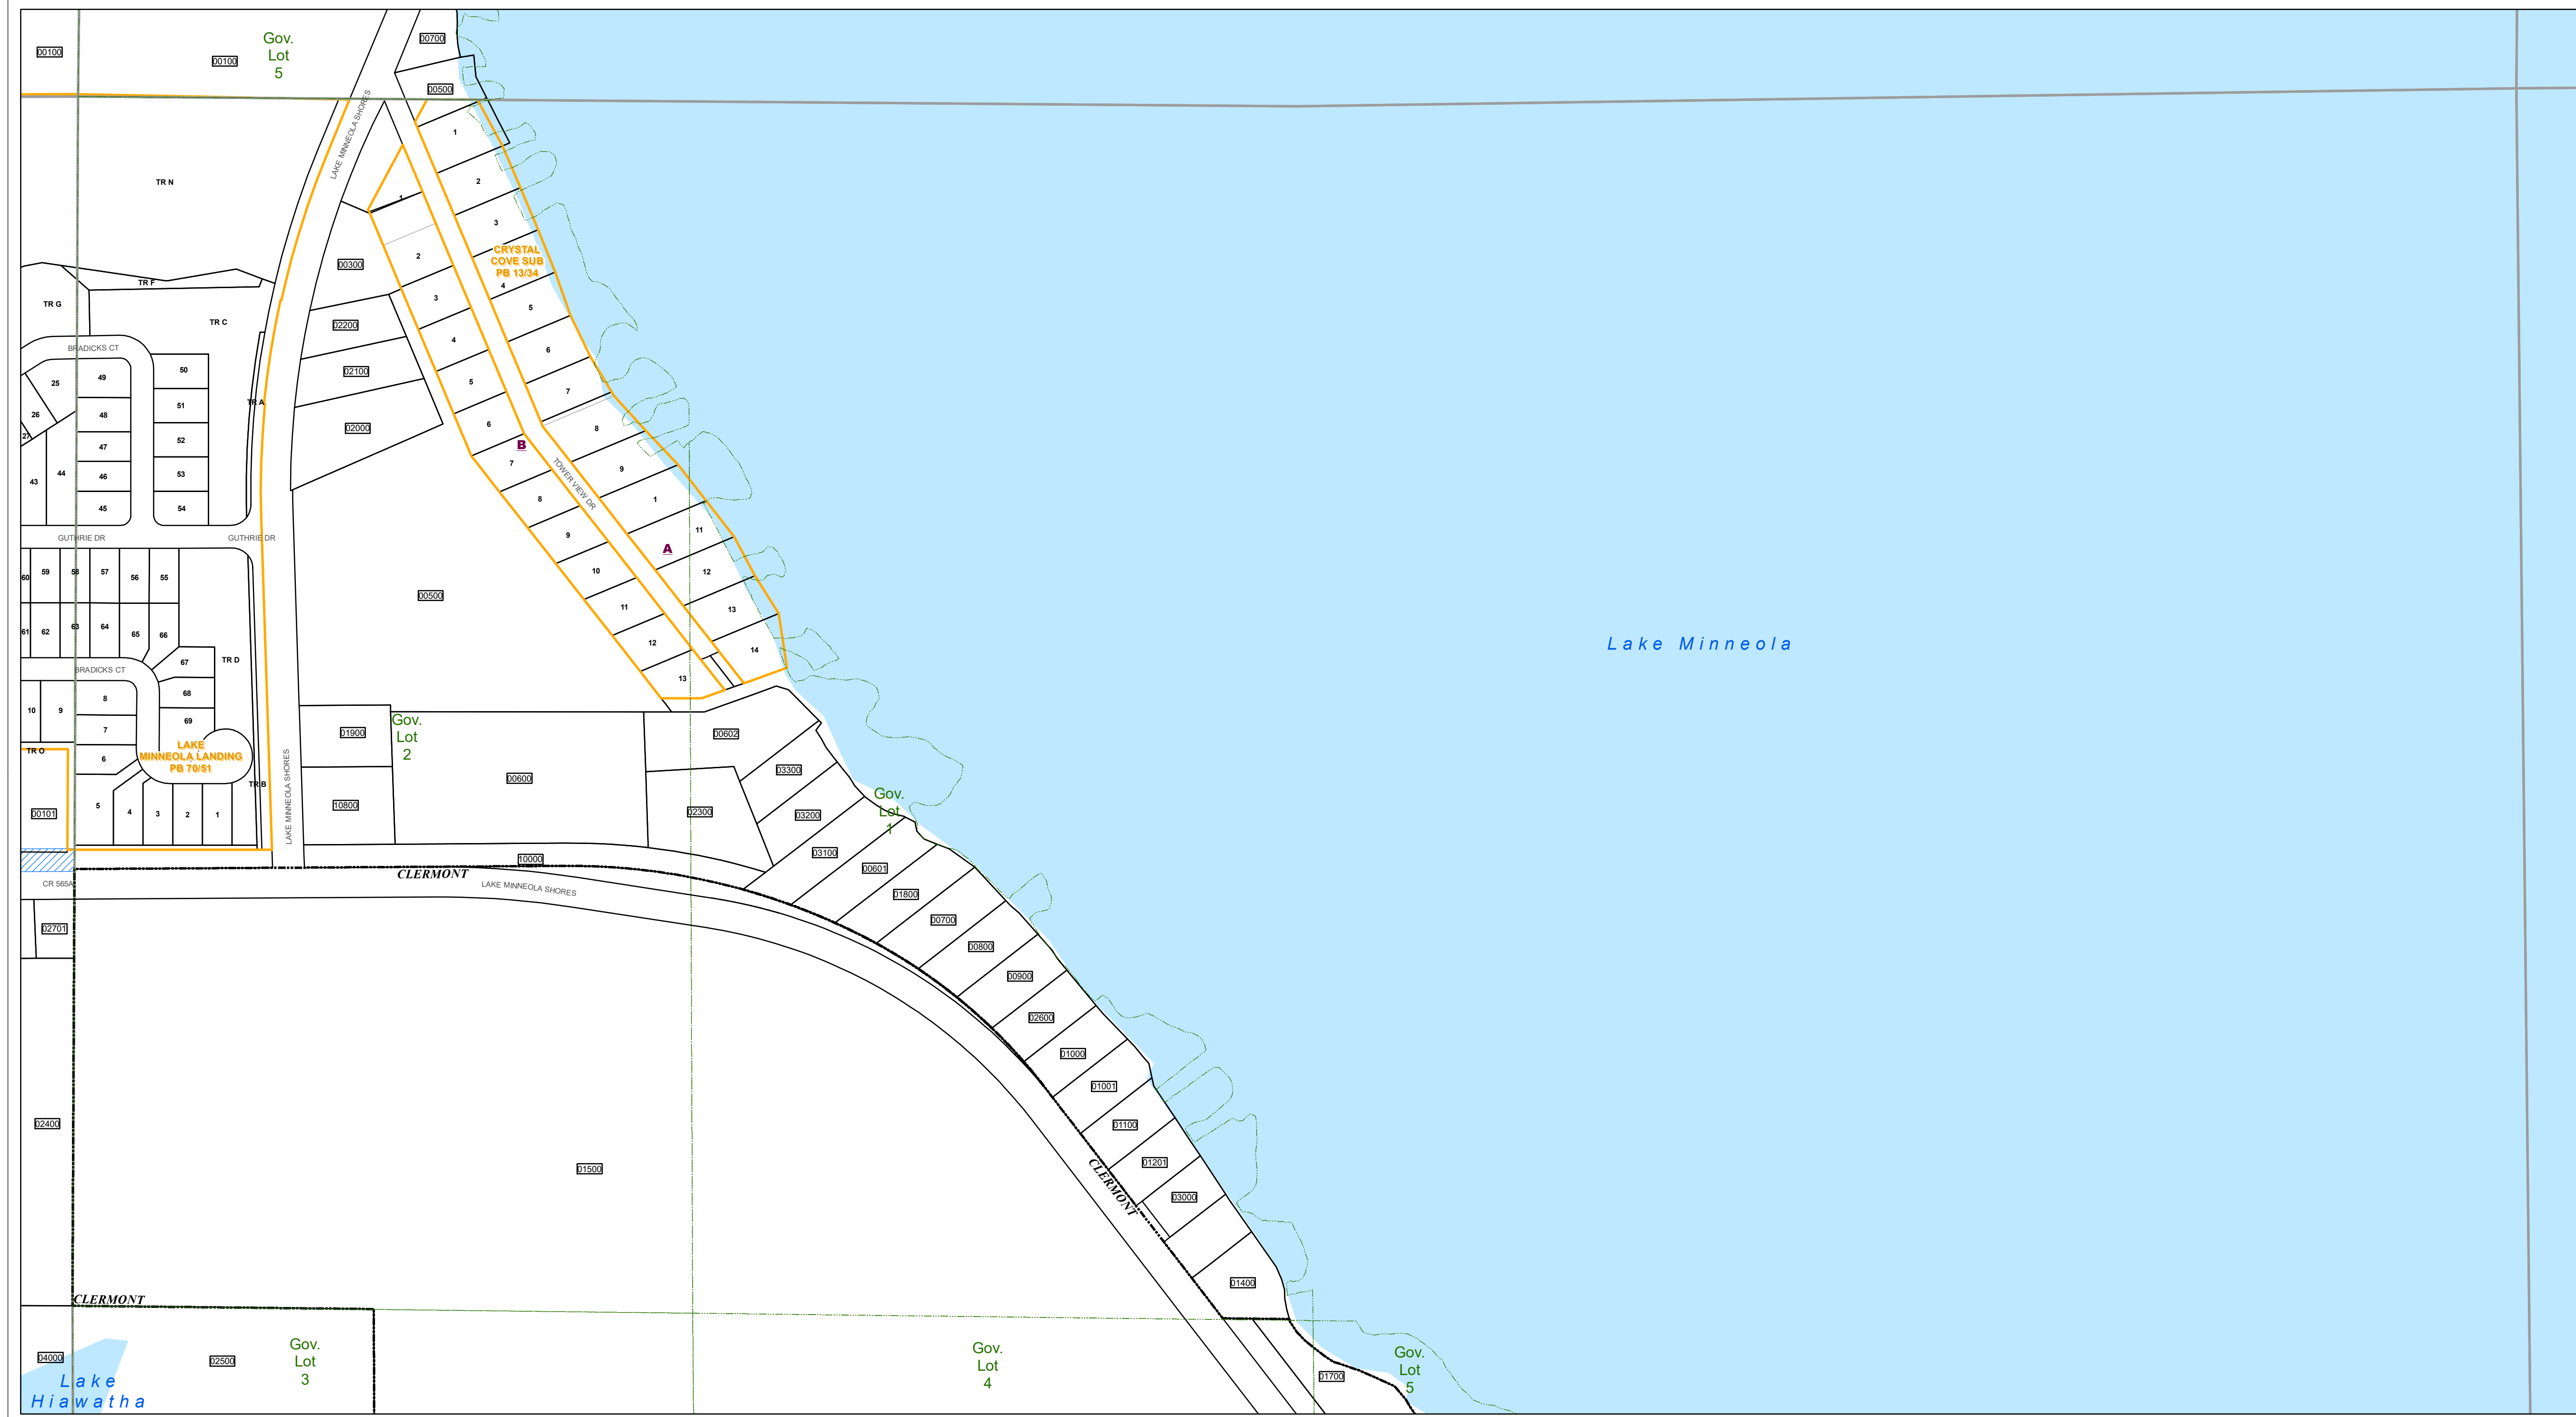 00100
00100
Gov.
Lot
5
00700
00500
LAKE MINNEOLA SHORES
TR N
1
2
3
CRYSTAL
COVE SUB
PB 13/34
4
5
6
7
8
9
1
11
12
13
14
A
1
2
3
4
5
6
B
7
8
9
10
11
12
13
TOWER VIEW DR
00300
02200
02100
02000
00500
TR F
TR G
TR C
BRADICKS CT
TR A
25
26
27
49
48
47
46
45
43
44
50
51
52
53
54
GUTHRIE DR
GUTHRIE DR
60
59
58
57
56
55
61
62
63
64
65
66
67
68
69
TR D
BRADICKS CT
10
9
8
7
6
TR O
LAKE
MINNEOLA LANDING
PB 70/51
TR B
5
4
3
2
1
00101
LAKE MINNEOLA SHORES
01900
10800
Gov.
Lot
2
00600
00602
02300
03300
03200
03100
Gov.
Lot
1
00601
01800
00700
00800
00900
02600
01000
01001
01100
01201
03000
01400
01700
10000
CLERMONT
LAKE MINNEOLA SHORES
CR 565A
02701
02400
01500
CLERMONT
CLERMONT
04000
02500
Lake
Hiawatha
Gov.
Lot
3
Gov.
Lot
4
Gov.
Lot
5
Lake Minneola